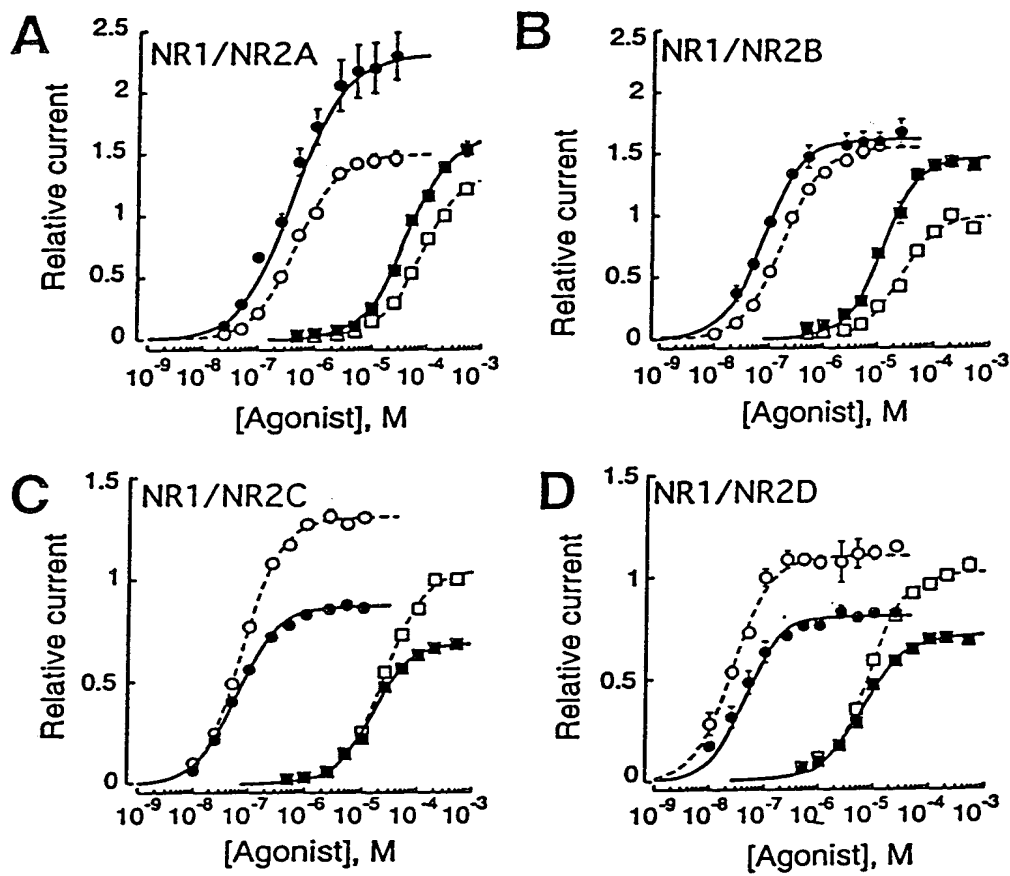 A
NR1/NR2A
2.5
2
1.5
1
0.5
0
Relative current
10-9 10-8 10-7 10-6 10-5 10-4 10-3
[Agonist], M
B
NR1/NR2B
2.5
2
1.5
1
0.5
0
Relative current
10-9 10-8 10-7 10-6 10-5 10-4 10-3
[Agonist], M
C
NR1/NR2C
1.5
1
0.5
0
Relative current
10-9 10-8 10-7 10-6 10-5 10-4 10-3
[Agonist], M
D
NR1/NR2D
1.5
1
0.5
0
Relative current
10-9 10-8 10-7 10-6 10-5 10-4 10-3
[Agonist], M